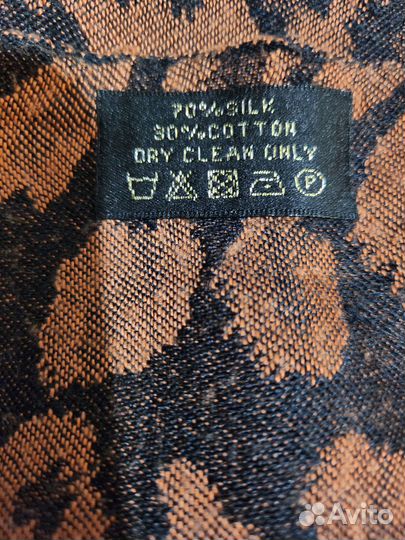 70%SILK
30%COTTON
DRY CLEAN ONLY
P
Avito